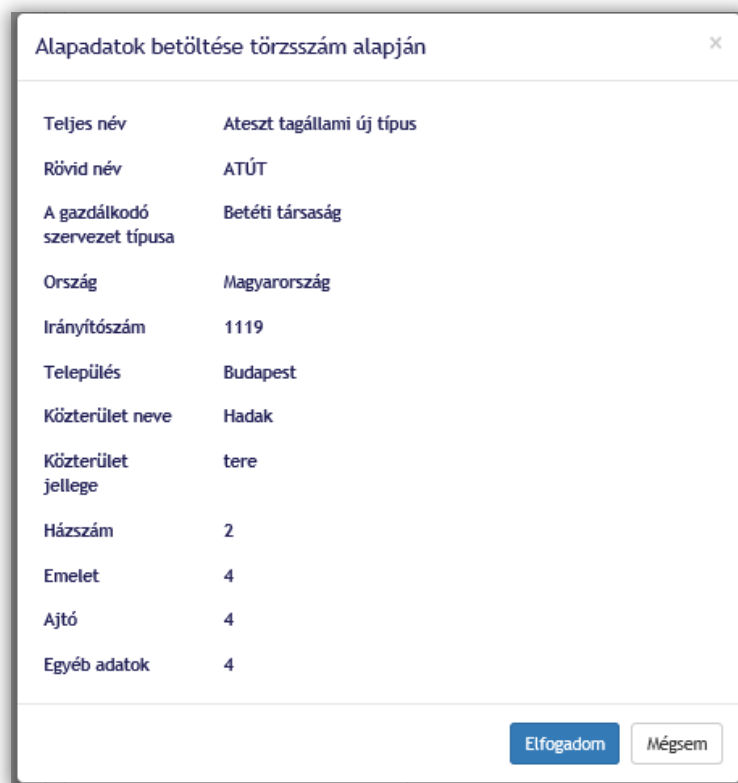 Alapadatok betöltése törzsszám alapján ×
Teljes név Ateszt tagállami új típus
Rövid név ATÚT
A gazdálkodó Betéti társaság
szervezet típusa
Ország Magyarország
Irányítószám 1119
Település Budapest
Közterület neve Hadak
Közterület tere
jellege
Házszám 2
Emelet 4
Ajtó 4
Egyéb adatok 4
Elfogadom Mégsem